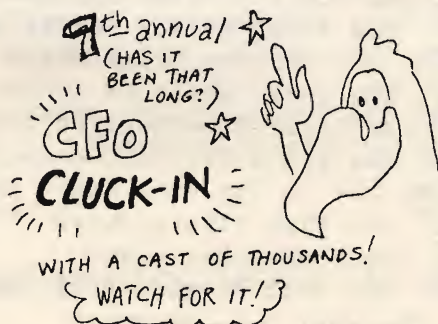 9th annual
(HAS IT
BEEN THAT
LONG?)
CFO
CLUCK-IN
WITH A CAST OF THOUSANDS!
WATCH FOR IT!